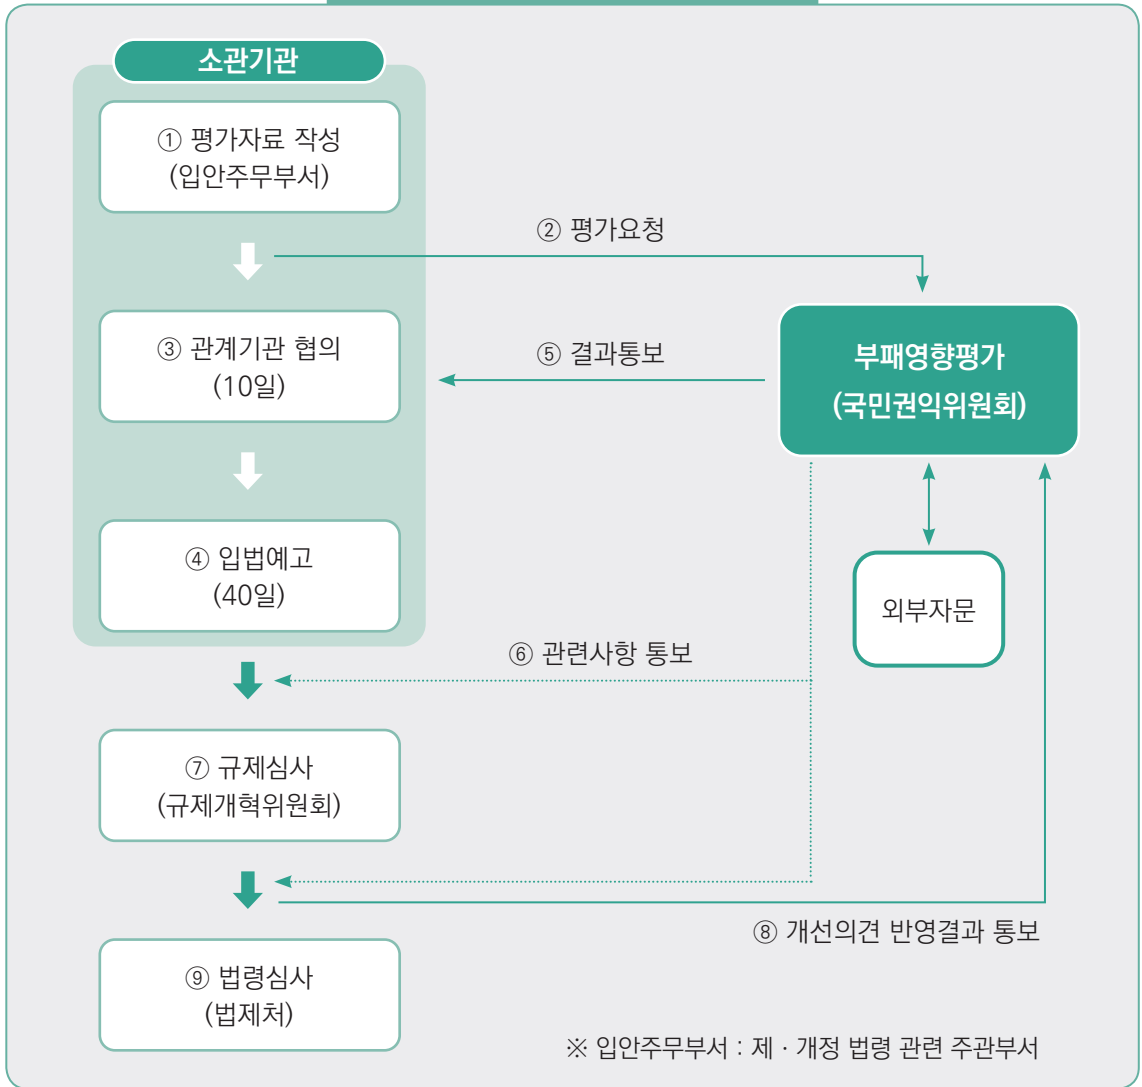 소관기관
① 평가자료 작성
(입안주무부서)
② 평가요청
③ 관계기관 협의
(10일)
⑤ 결과통보
부패영향평가
(국민권익위원회)
④ 입법예고
(40일)
외부자문
⑥ 관련사항 통보
⑦ 규제심사
(규제개혁위원회)
⑧ 개선의견 반영결과 통보
⑨ 법령심사
(법제처)
※ 입안주무부서 : 제 · 개정 법령 관련 주관부서